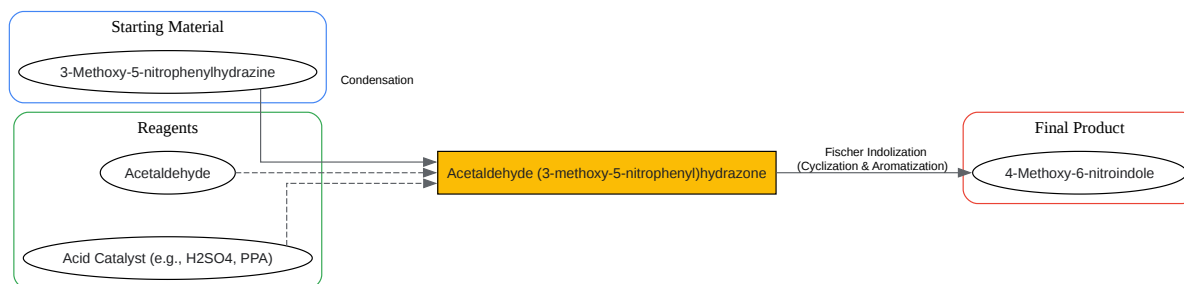 Starting Material
3-Methoxy-5-nitrophenylhydrazine
Condensation
Reagents
Acetaldehyde
Acid Catalyst (e.g., H2SO4, PPA)
Acetaldehyde (3-methoxy-5-nitrophenyl)hydrazone
Fischer Indolization
(Cyclization & Aromatization)
Final Product
4-Methoxy-6-nitroindole